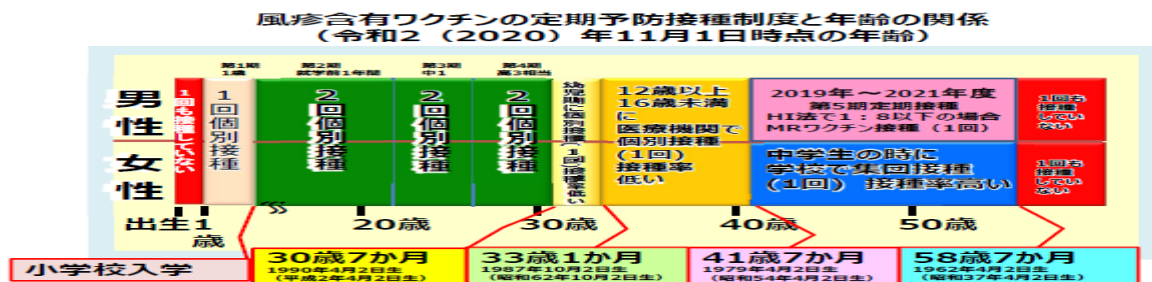 風疹含有ワクチンの定期予防接種制度と年齢の関係
(令和2(2020)年11月1日時点の年齢)
第1期
1歳
第2期
就学前1年間
第3期
中1
第4期
高3相当
男性
女性
1回も接種していない
1回個別接種
2回個別接種
2回個別接種
2回個別接種
幼児期に個別接種(1回)接種率低い
12歳以上
16歳未満
に
医療機関で
個別接種
(1回)
接種率
低い
2019年~2021年度
第5期定期接種
HI法で1:8以下の場合
MRワクチン接種(1回)
中学生の時に
学校で集団接種
(1回) 接種率高い
1回も
接種
してい
ない
1回も
接種
してい
ない
出生
1歳
20歳
30歳
40歳
50歳
小学校入学
30歳7か月
1990年4月2日生
(平成2年4月2日生)
33歳1か月
1987年10月2日生
(昭和62年10月2日生)
41歳7か月
1979年4月2日生
(昭和54年4月2日生)
58歳7か月
1962年4月2日生
(昭和37年4月2日生)